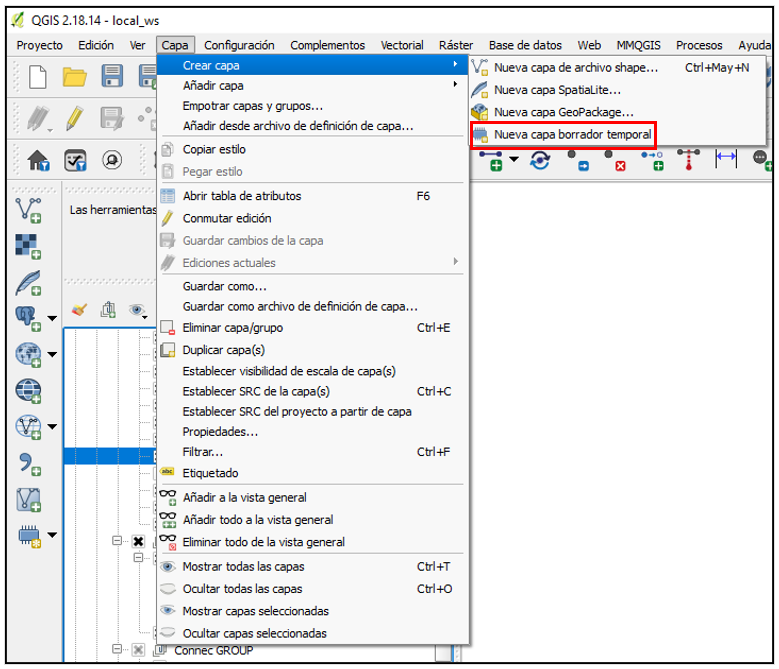 QGIS 2.18.14 - local_ws
Proyecto Edición Ver Capa Configuración Complementos Vectorial Ráster Base de datos Web MMQGIS Procesos Ayuda
Crear capa
Añadir capa
Empotrar capas y grupos...
Añadir desde archivo de definición de capa...
Copiar estilo
Pegar estilo
Abrir tabla de atributos F6
Conmutar edición
Guardar cambios de la capa
Ediciones actuales
Guardar como...
Guardar como archivo de definición de capa...
Eliminar capa/grupo Ctrl+E
Duplicar capa(s)
Establecer visibilidad de escala de capa(s)
Establecer SRC de la capa(s) Ctrl+C
Establecer SRC del proyecto a partir de capa
Propiedades...
Filtrar... Ctrl+F
abc Etiquetado
Añadir a la vista general
Añadir todo a la vista general
Eliminar todo de la vista general
Mostrar todas las capas Ctrl+T
Ocultar todas las capas Ctrl+O
Mostrar capas seleccionadas
Ocultar capas seleccionadas
Nueva capa de archivo shape... Ctrl+May+N
Nueva capa SpatiaLite...
Nueva capa GeoPackage...
Nueva capa borrador temporal
Las herramientas
Connec GROUP